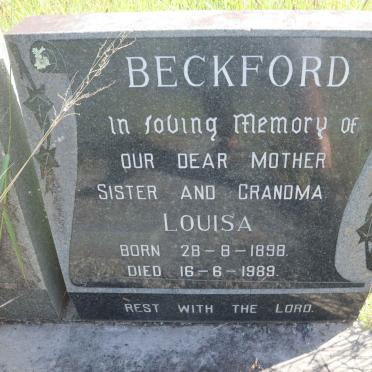 BECKFORD
In loving Memory of
OUR DEAR MOTHER
SISTER AND GRANDMA
LOUISA
BORN 28-8-1898.
DIED 16-6-1989.
REST WITH THE LORD.